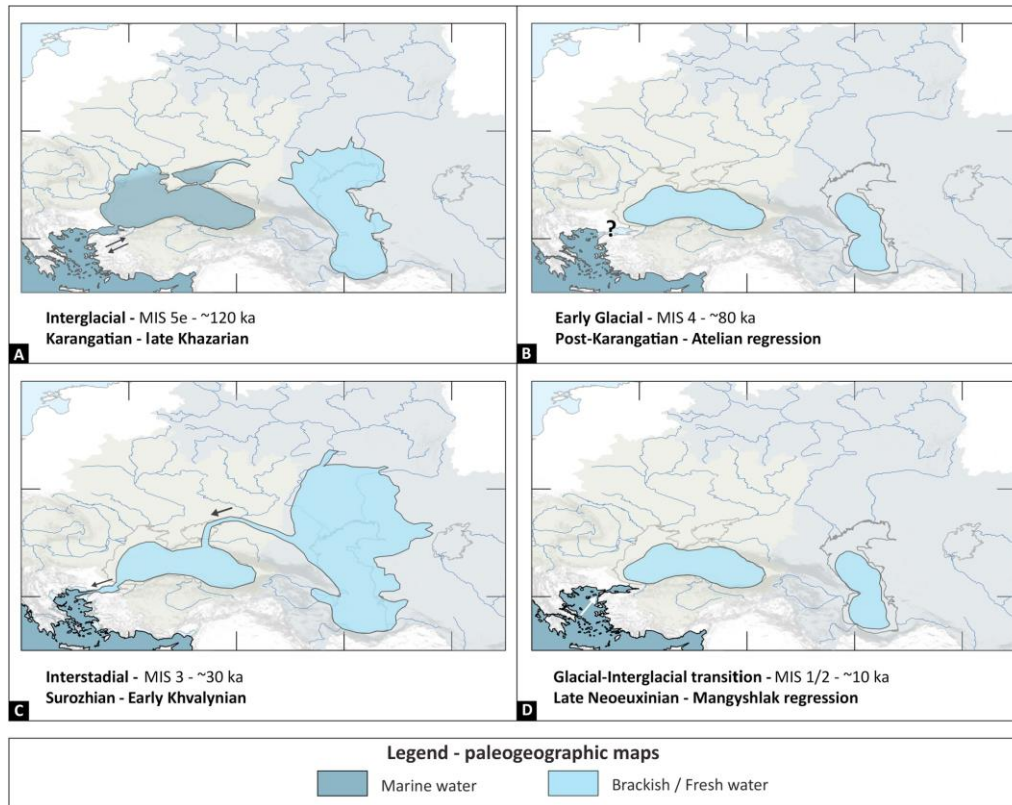 Interglacial - MIS 5e - ~120 ka
Karangatian - late Khazarian
A
?
Early Glacial - MIS 4 - ~80 ka
Post-Karangatian - Atelian regression
B
Interstadial - MIS 3 - ~30 ka
Surozhian - Early Khvalynian
C
Glacial-Interglacial transition - MIS 1/2 - ~10 ka
Late Neoeuxinian - Mangyshlak regression
D
Legend - paleogeographic maps
Marine water
Brackish / Fresh water